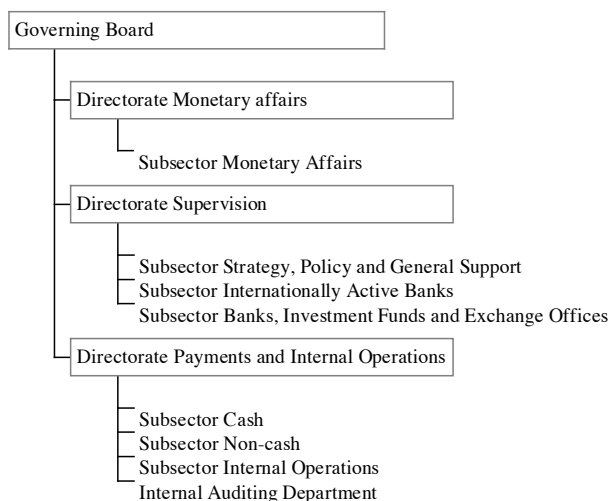 Governing Board
Directorate Monetary affairs
Subsector Monetary Affairs
Directorate Supervision
Subsector Strategy, Policy and General Support
Subsector Internationally Active Banks
Subsector Banks, Investment Funds and Exchange Offices
Directorate Payments and Internal Operations
Subsector Cash
Subsector Non-cash
Subsector Internal Operations
Internal Auditing Department